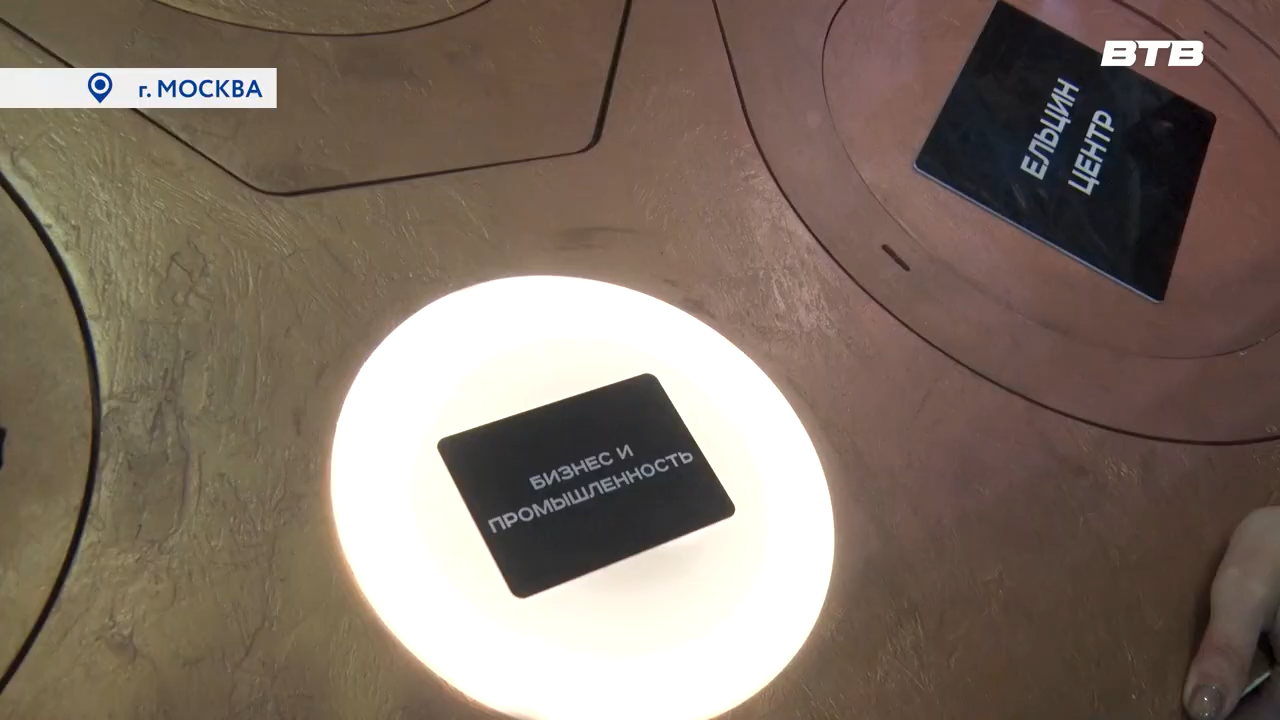 ВТВ
г. МОСКВА
ЕЛЬЦИН
ЦЕНТР
БИЗНЕС И
ПРОМЫШЛЕННОСТЬ